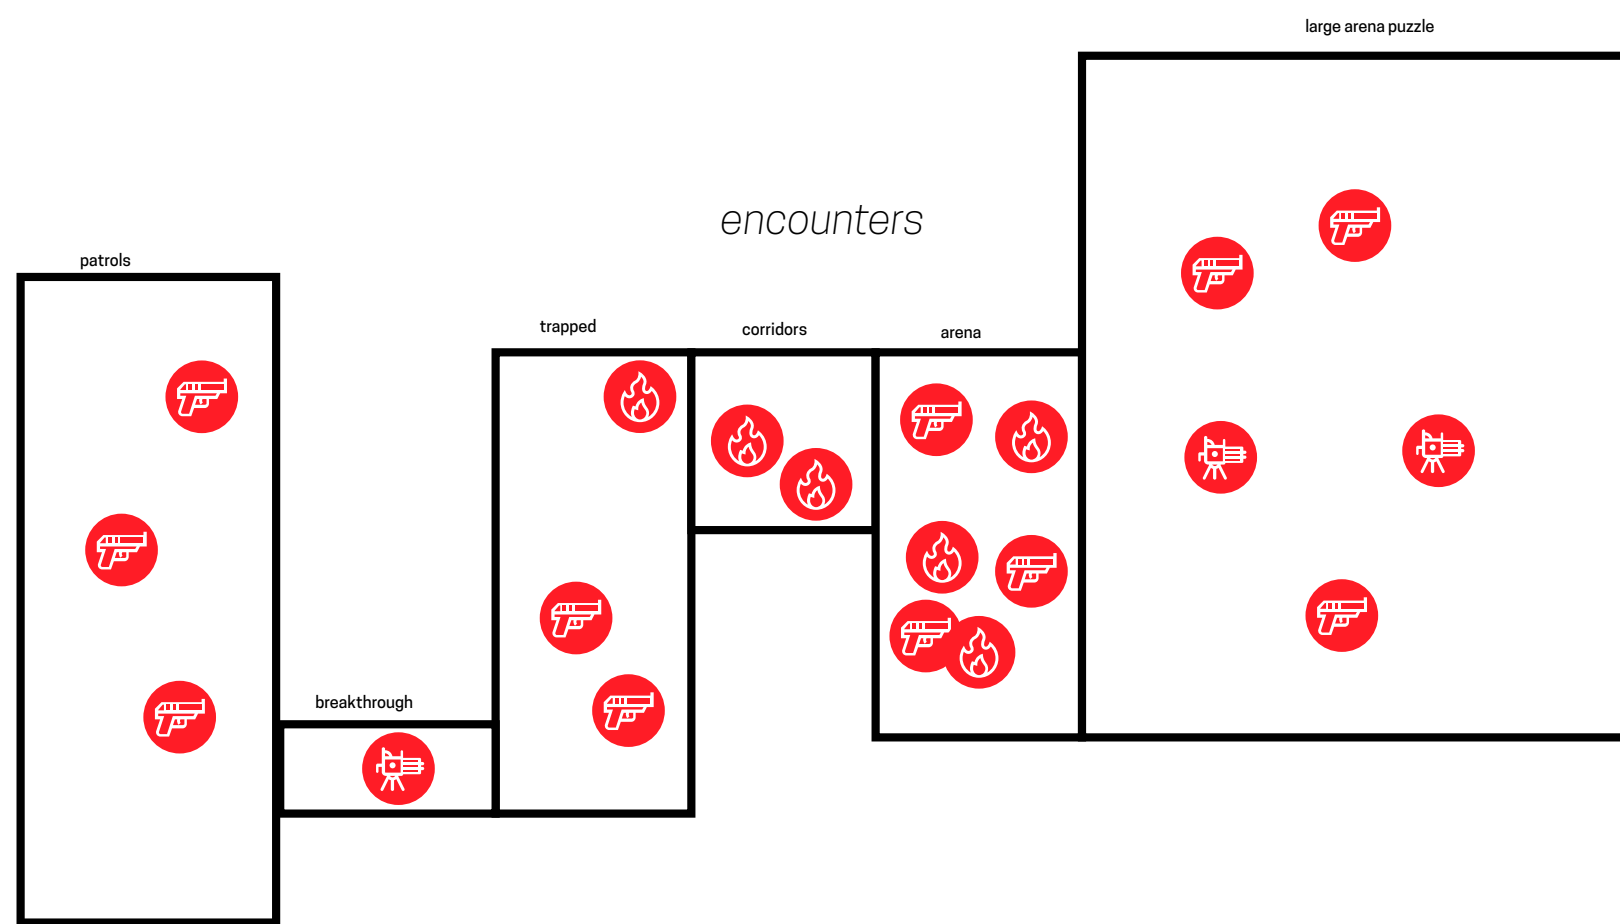 large arena puzzle
encounters
patrols
trapped
corridors
arena
breakthrough